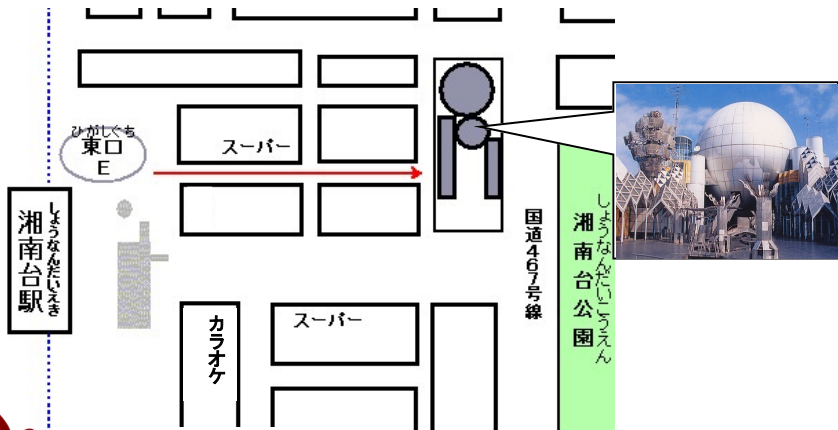 ひがしぐち
東口
E
スーパー
しょうなんだいえき
湘南台駅
国道467号線
しょうなんだいこうえん
湘南台公園
カラオケ
スーパー